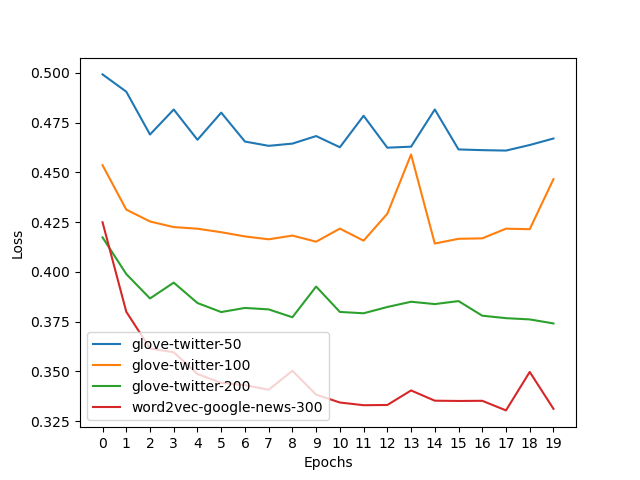 0.500
0.475
0.450
0.425
0.400
0.375
0.350
0.325
Loss
glove-twitter-50
glove-twitter-100
glove-twitter-200
word2vec-google-news-300
0 1 2 3 4 5 6 7 8 9 10 11 12 13 14 15 16 17 18 19
Epochs